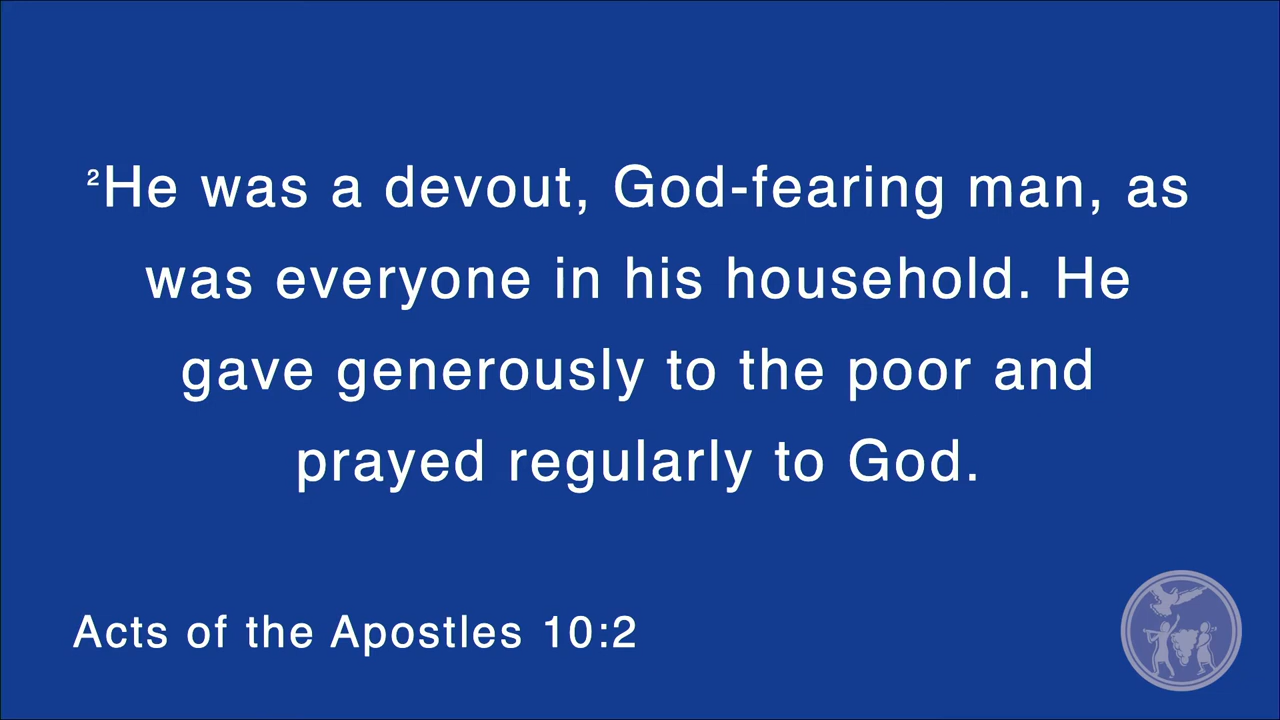 ²He was a devout, God-fearing man, as
was everyone in his household. He
gave generously to the poor and
prayed regularly to God.
Acts of the Apostles 10:2